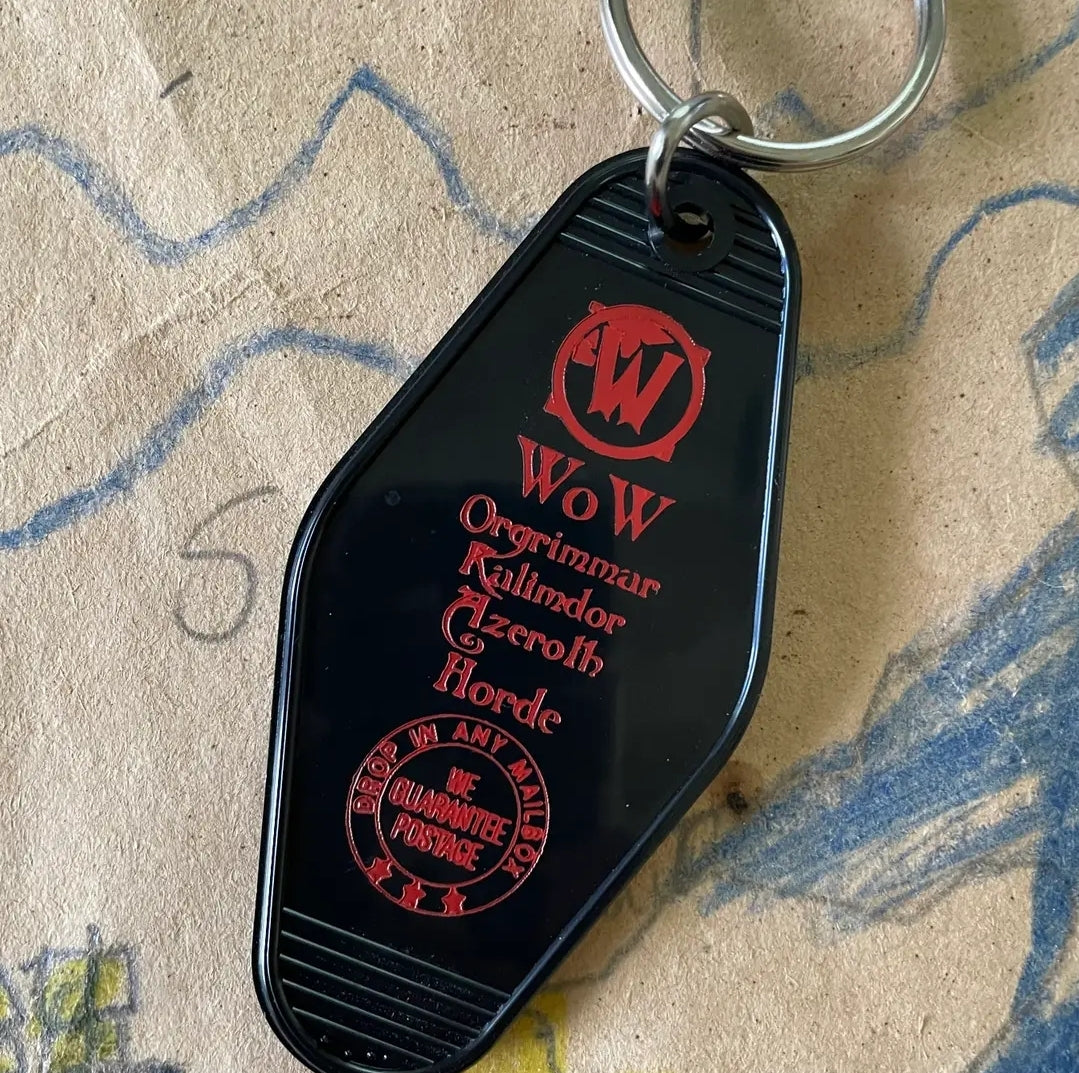 W
WoW
Orgrimmar
Kalimdor
Azeroth
Horde
DROP IN ANY MAILBOX
WE
GUARANTEE
POSTAGE
S